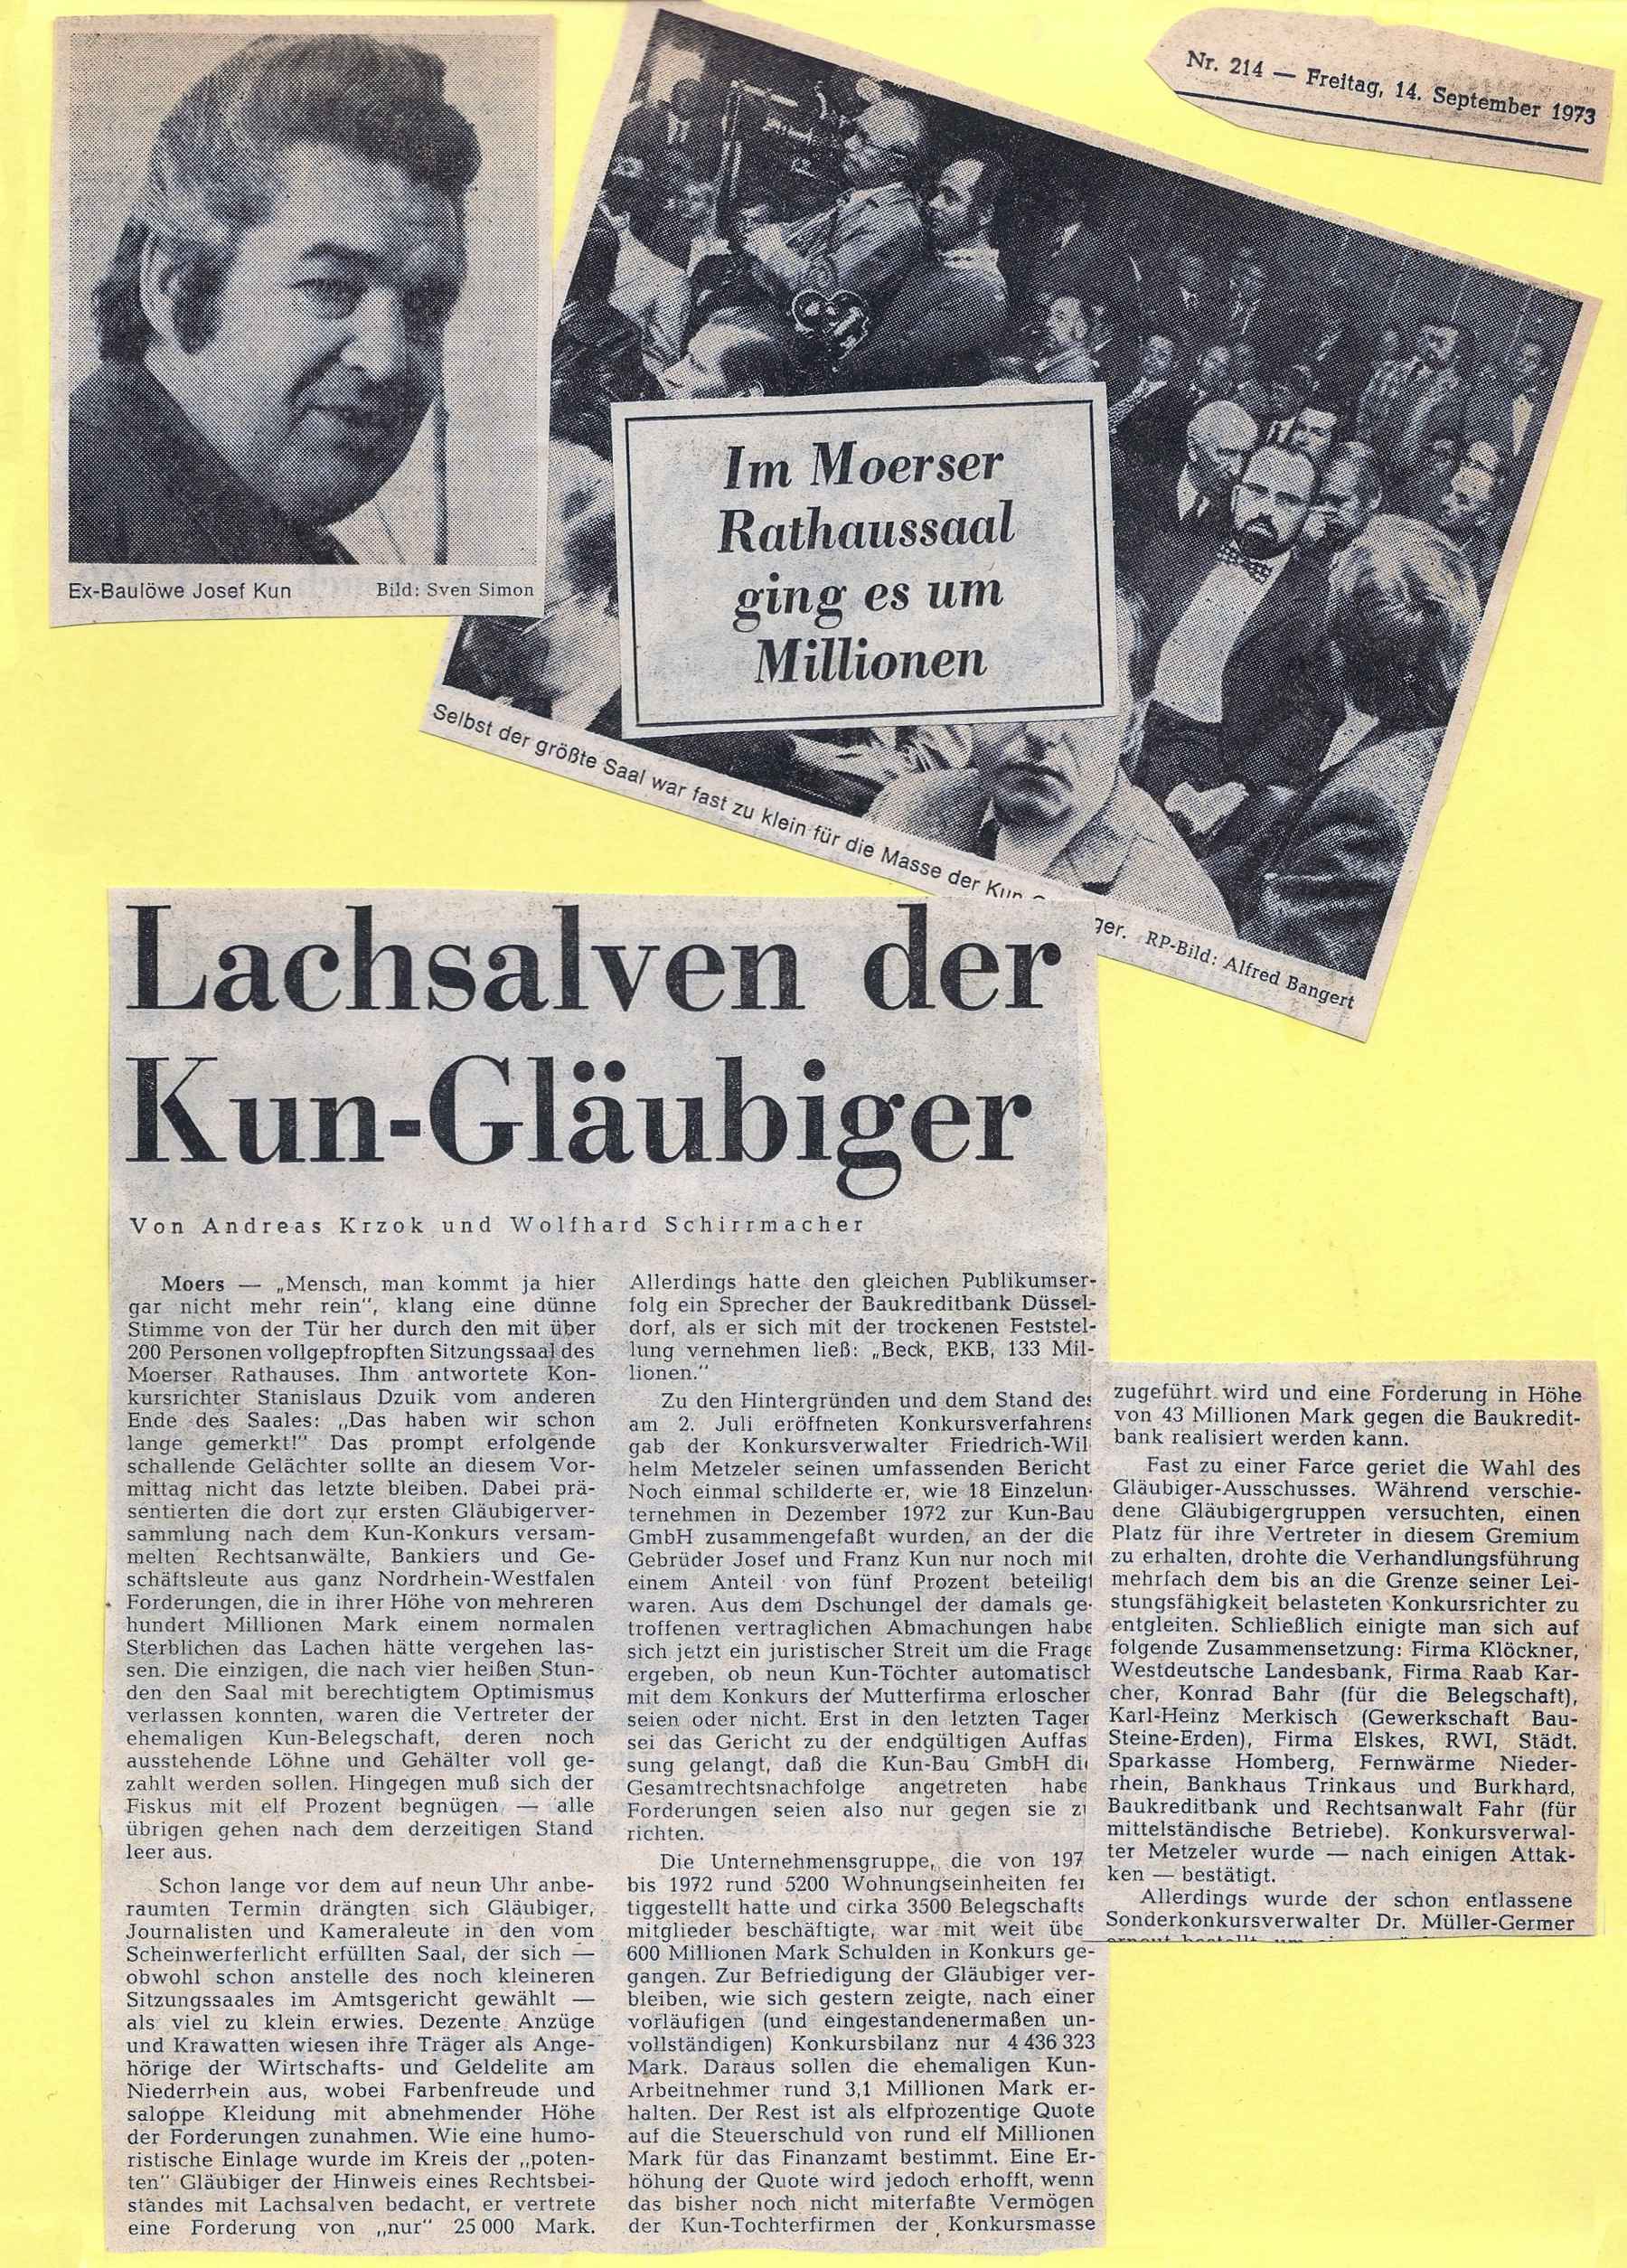 Nr. 214 — Freitag, 14. September 1973
Ex-Baulöwe Josef Kun Bild: Sven Simon
Im Moerser
Rathaussaal
ging es um
Millionen
Selbst der größte Saal war fast zu klein für die Masse der Kun ger. RP-Bild: Alfred Bangert
Lachsalven der
Kun-Gläubiger
Von Andreas Krzok und Wolfhard Schirrmacher
Moers — „Mensch, man kommt ja hier
gar nicht mehr rein“, klang eine dünne
Stimme von der Tür her durch den mit über
200 Personen vollgepfropften Sitzungssaal des
Moerser Rathauses. Ihm antwortete Kon-
kursrichter Stanislaus Dzuik vom anderen
Ende des Saales: „Das haben wir schon
lange gemerkt!“ Das prompt erfolgende
schallende Gelächter sollte an diesem Vor-
mittag nicht das letzte bleiben. Dabei prä-
sentierten die dort zur ersten Gläubigerver-
sammlung nach dem Kun-Konkurs versam-
melten Rechtsanwälte, Bankiers und Ge-
schäftsleute aus ganz Nordrhein-Westfalen
Forderungen, die in ihrer Höhe von mehreren
hundert Millionen Mark einem normalen
Sterblichen das Lachen hätte vergehen las-
sen. Die einzigen, die nach vier heißen Stun-
den den Saal mit berechtigtem Optimismus
verlassen konnten, waren die Vertreter der
ehemaligen Kun-Belegschaft, deren noch
ausstehende Löhne und Gehälter voll ge-
zahlt werden sollen. Hingegen muß sich der
Fiskus mit elf Prozent begnügen — alle
übrigen gehen nach dem derzeitigen Stand
leer aus.
Schon lange vor dem auf neun Uhr anbe-
raumten Termin drängten sich Gläubiger,
Journalisten und Kameraleute in den vom
Scheinwerferlicht erfüllten Saal, der sich —
obwohl schon anstelle des noch kleineren
Sitzungssaales im Amtsgericht gewählt —
als viel zu klein erwies. Dezente Anzüge
und Krawatten wiesen ihre Träger als Ange-
hörige der Wirtschafts- und Geldelite am
Niederrhein aus, wobei Farbenfreude und
saloppe Kleidung mit abnehmender Höhe
der Forderungen zunahmen. Wie eine humo-
ristische Einlage wurde im Kreis der „poten-
ten“ Gläubiger der Hinweis eines Rechtsbei-
standes mit Lachsalven bedacht, er vertrete
eine Forderung von „nur“ 25 000 Mark.
Allerdings hatte den gleichen Publikumser-
folg ein Sprecher der Baukreditbank Düssel-
dorf, als er sich mit der trockenen Feststel-
lung vernehmen ließ: „Beck, BKB, 133 Mil-
lionen.“
Zu den Hintergründen und dem Stand des
am 2. Juli eröffneten Konkursverfahrens
gab der Konkursverwalter Friedrich-Wil
helm Metzeler seinen umfassenden Bericht
Noch einmal schilderte er, wie 18 Einzelun-
ternehmen in Dezember 1972 zur Kun-Bau
GmbH zusammengefaßt wurden, an der die
Gebrüder Josef und Franz Kun nur noch mit
einem Anteil von fünf Prozent beteiligt
waren. Aus dem Dschungel der damals ge-
troffenen vertraglichen Abmachungen habe
sich jetzt ein juristischer Streit um die Frage
ergeben, ob neun Kun-Töchter automatisch
mit dem Konkurs der Mutterfirma erloschen
seien oder nicht. Erst in den letzten Tagen
sei das Gericht zu der endgültigen Auffas
sung gelangt, daß die Kun-Bau GmbH die
Gesamtrechtsnachfolge angetreten habe
Forderungen seien also nur gegen sie zu
richten.
Die Unternehmensgruppe, die von 197
bis 1972 rund 5200 Wohnungseinheiten fer
tiggestellt hatte und cirka 3500 Belegschafts
mitglieder beschäftigte, war mit weit übe
600 Millionen Mark Schulden in Konkurs ge-
gangen. Zur Befriedigung der Gläubiger ver-
bleiben, wie sich gestern zeigte, nach einer
vorläufigen (und eingestandenermaßen un-
vollständigen) Konkursbilanz nur 4 436 323
Mark. Daraus sollen die ehemaligen Kun-
Arbeitnehmer rund 3,1 Millionen Mark er-
halten. Der Rest ist als elfprozentige Quote
auf die Steuerschuld von rund elf Millionen
Mark für das Finanzamt bestimmt. Eine Er-
höhung der Quote wird jedoch erhofft, wenn
das bisher noch nicht miterfaßte Vermögen
der Kun-Tochterfirmen der Konkursmasse
zugeführt wird und eine Forderung in Höhe
von 43 Millionen Mark gegen die Baukredit-
bank realisiert werden kann.
Fast zu einer Farce geriet die Wahl des
Gläubiger-Ausschusses. Während verschie-
dene Gläubigergruppen versuchten, einen
Platz für ihre Vertreter in diesem Gremium
zu erhalten, drohte die Verhandlungsführung
mehrfach dem bis an die Grenze seiner Lei-
stungsfähigkeit belasteten Konkursrichter zu
entgleiten. Schließlich einigte man sich auf
folgende Zusammensetzung: Firma Klöckner,
Westdeutsche Landesbank, Firma Raab Kar-
cher, Konrad Bahr (für die Belegschaft),
Karl-Heinz Merkisch (Gewerkschaft Bau-
Steine-Erden), Firma Elskes, RWI, Städt.
Sparkasse Homberg, Fernwärme Nieder-
rhein, Bankhaus Trinkaus und Burkhard,
Baukreditbank und Rechtsanwalt Fahr (für
mittelständische Betriebe). Konkursverwal-
ter Metzeler wurde — nach einigen Attak-
ken — bestätigt.
Allerdings wurde der schon entlassene
Sonderkonkursverwalter Dr. Müller-Germer